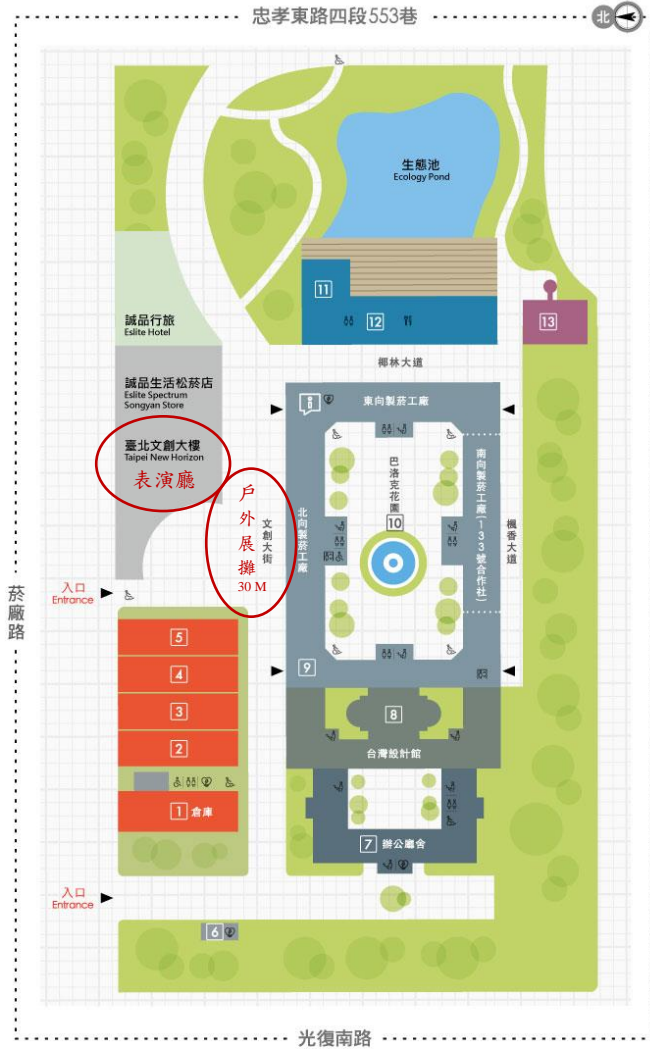 忠孝東路四段553巷
北
生態池
Ecology Pond
11
12
13
誠品行旅
Eslite Hotel
椰林大道
誠品生活松菸店
Eslite Spectrum
Songyan Store
東向製菸工廠
臺北文創大樓
Taipei New Horizon
表演廳
戶外展攤
30 M
文創大街
北向製菸工廠
巴洛克花園
10
南向製菸工廠(133號合作社)
楓香大道
入口
Entrance
菸廠路
5
4
3
2
1 倉庫
9
8
台灣設計館
7 辦公廳舍
入口
Entrance
6
光復南路